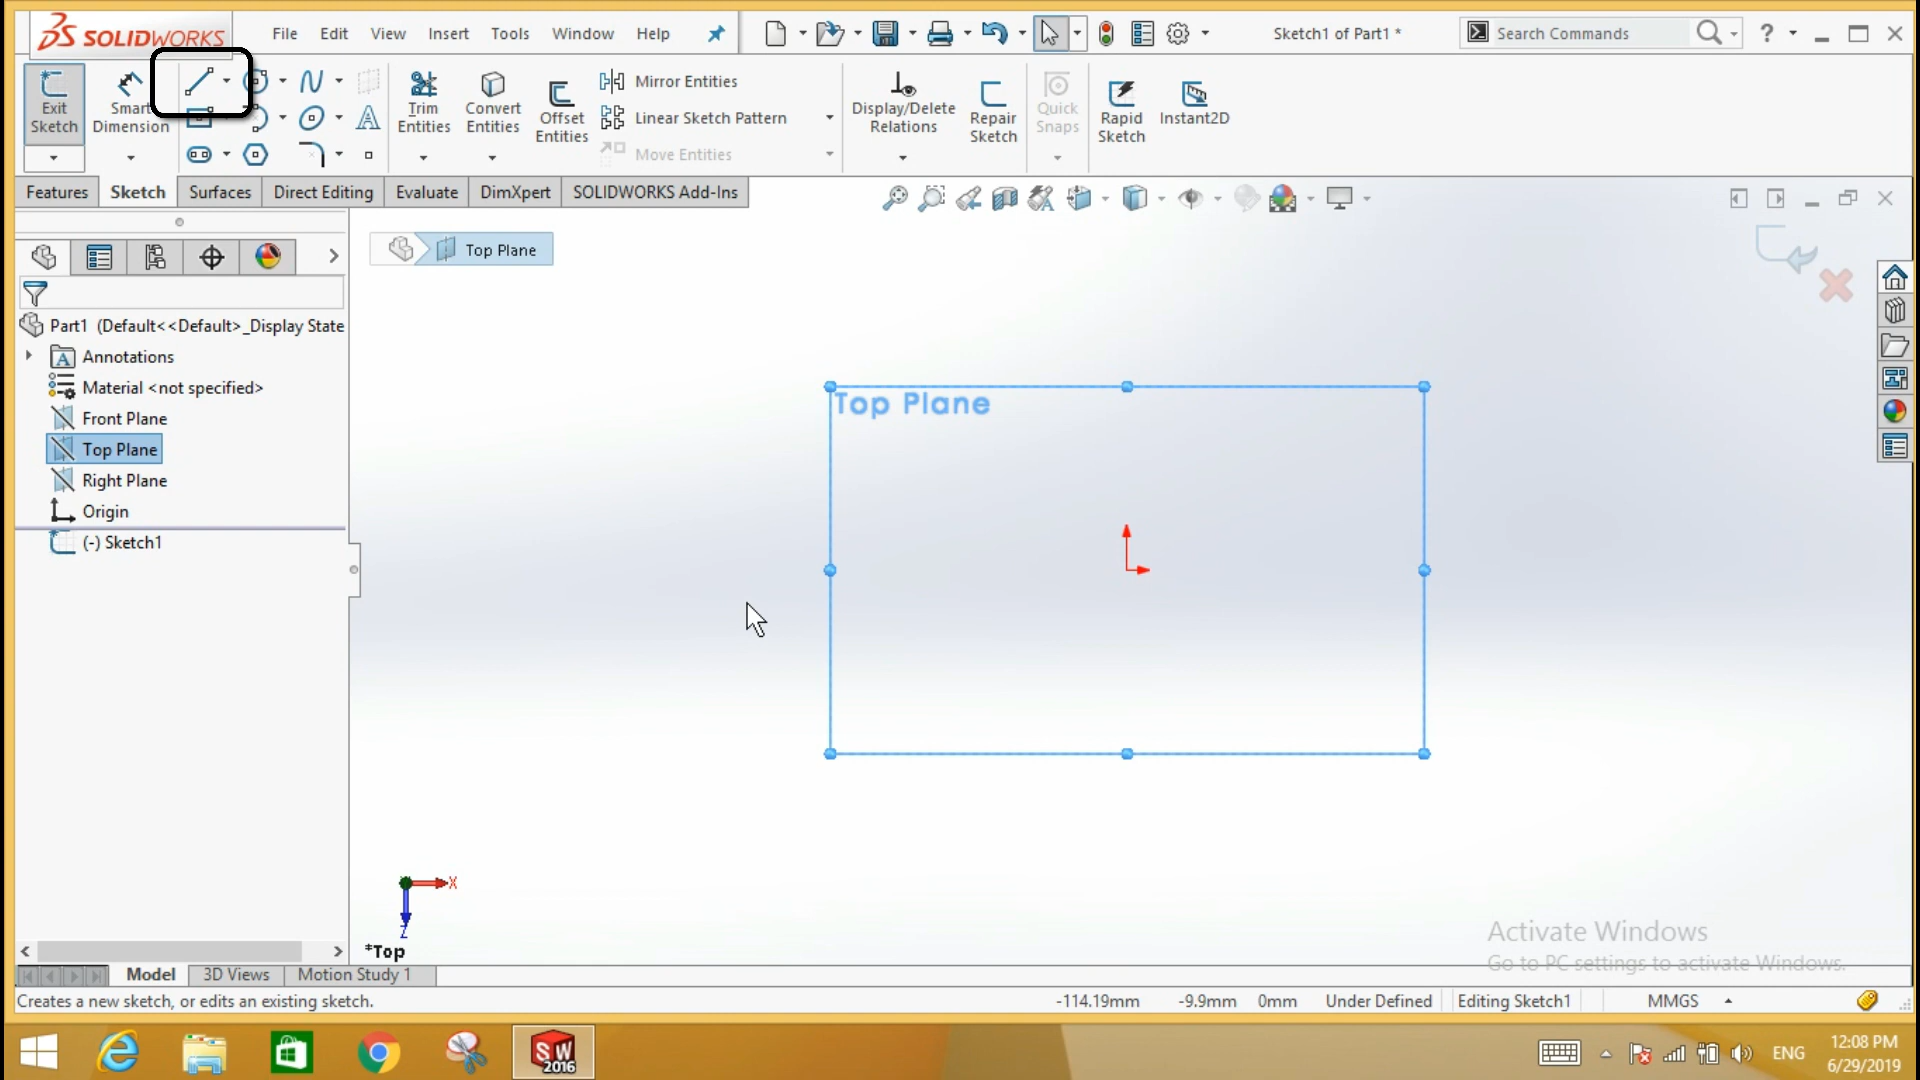 SOLIDWORKS
File Edit View Insert Tools Window Help
Sketch1 of Part1 *
Search Commands
Exit Sketch
Smart Dimension
Trim Entities
Convert Entities
Offset Entities
Mirror Entities
Linear Sketch Pattern
Move Entities
Display/Delete Relations
Repair Sketch
Quick Snaps
Rapid Sketch
Instant2D
Features Sketch Surfaces Direct Editing Evaluate DimXpert SOLIDWORKS Add-Ins
Top Plane
Part1 (Default<<Default>_Display State
Annotations
Material <not specified>
Front Plane
Top Plane
Right Plane
Origin
(-) Sketch1
Top Plane
X
Z
*Top
Activate Windows
Go to PC settings to activate Windows.
Model 3D Views Motion Study 1
Creates a new sketch, or edits an existing sketch.
-114.19mm -9.9mm 0mm Under Defined Editing Sketch1 MMGS
SW 2016
ENG
12:08 PM
6/29/2019